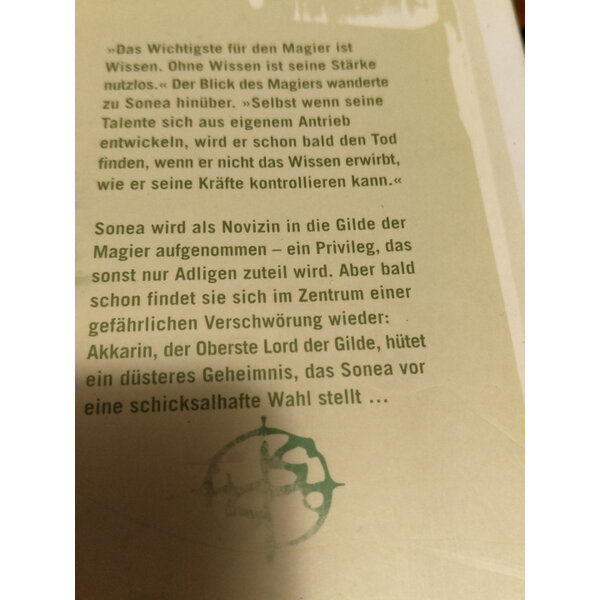 »Das Wichtigste für den Magier ist
Wissen. Ohne Wissen ist seine Stärke
nutzlos.« Der Blick des Magiers wanderte
zu Sonea hinüber. »Selbst wenn seine
Talente sich aus eigenem Antrieb
entwickeln, wird er schon bald den Tod
finden, wenn er nicht das Wissen erwirbt,
wie er seine Kräfte kontrollieren kann.«
Sonea wird als Novizin in die Gilde der
Magier aufgenommen – ein Privileg, das
sonst nur Adligen zuteil wird. Aber bald
schon findet sie sich im Zentrum einer
gefährlichen Verschwörung wieder:
Akkarin, der Oberste Lord der Gilde, hütet
ein düsteres Geheimnis, das Sonea vor
eine schicksalhafte Wahl stellt ...